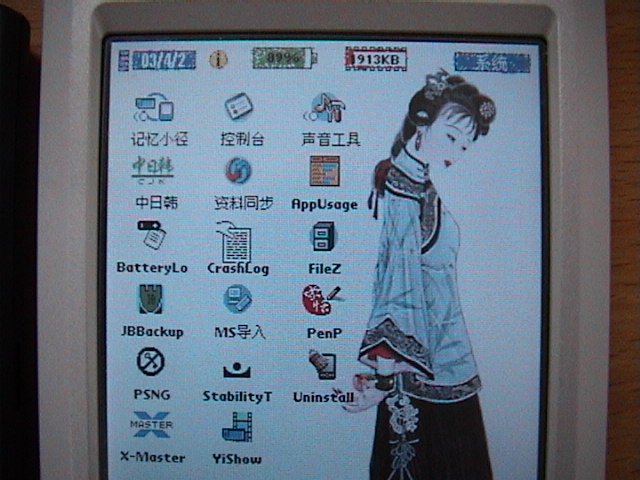 03/4/2 i 099% 913KB 系统
记忆小径 控制台 声音工具
中日韩
CJK
中日韩 资料同步 AppUsage
BatteryLo CrashLog FileZ
JBBackup MS导入 PenP
PSNG StabilityT Uninstall
MASTER
X-Master YiShow